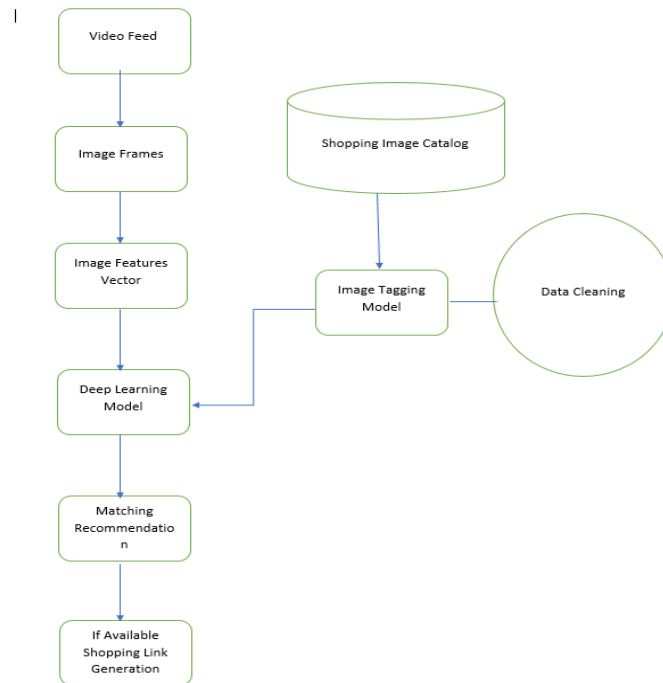 Video Feed
Image Frames
Image Features
Vector
Deep Learning
Model
Matching
Recommendatio
n
If Available
Shopping Link
Generation
Shopping Image Catalog
Image Tagging
Model
Data Cleaning